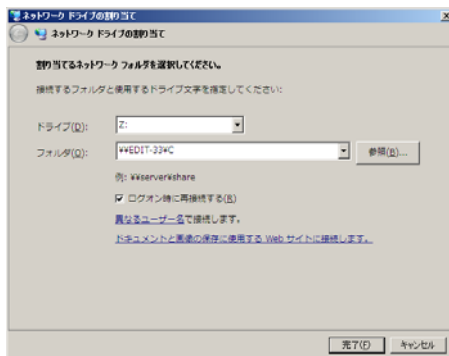 ネットワーク ドライブの割り当て
ネットワーク ドライブの割り当て
割り当てるネットワーク フォルダを選択してください。
接続するフォルダと使用するドライブ文字を指定してください:
ドライブ(D): Z:
フォルダ(O): ¥¥EDIT-33¥C 参照(B)...
例: ¥¥server¥share
ログオン時に再接続する(R)
異なるユーザー名で接続します。
ドキュメントと画像の保存に使用する Web サイトに接続します。
完了(F) キャンセル